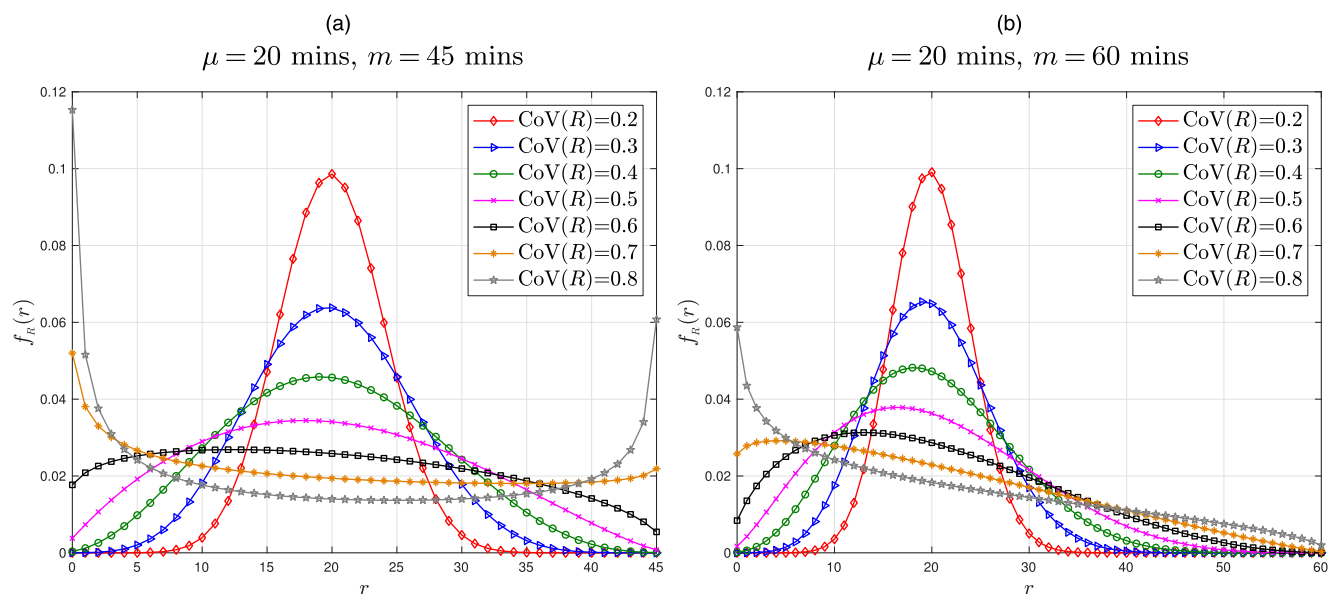 (a)
μ = 20 mins, m = 45 mins
0.12
0.1
0.08
0.06
0.04
0.02
0
f_R(r)
CoV(R)=0.2
CoV(R)=0.3
CoV(R)=0.4
CoV(R)=0.5
CoV(R)=0.6
CoV(R)=0.7
CoV(R)=0.8
0 5 10 15 20 25 30 35 40 45
r
(b)
μ = 20 mins, m = 60 mins
0.12
0.1
0.08
0.06
0.04
0.02
0
f_R(r)
CoV(R)=0.2
CoV(R)=0.3
CoV(R)=0.4
CoV(R)=0.5
CoV(R)=0.6
CoV(R)=0.7
CoV(R)=0.8
0 10 20 30 40 50 60
r